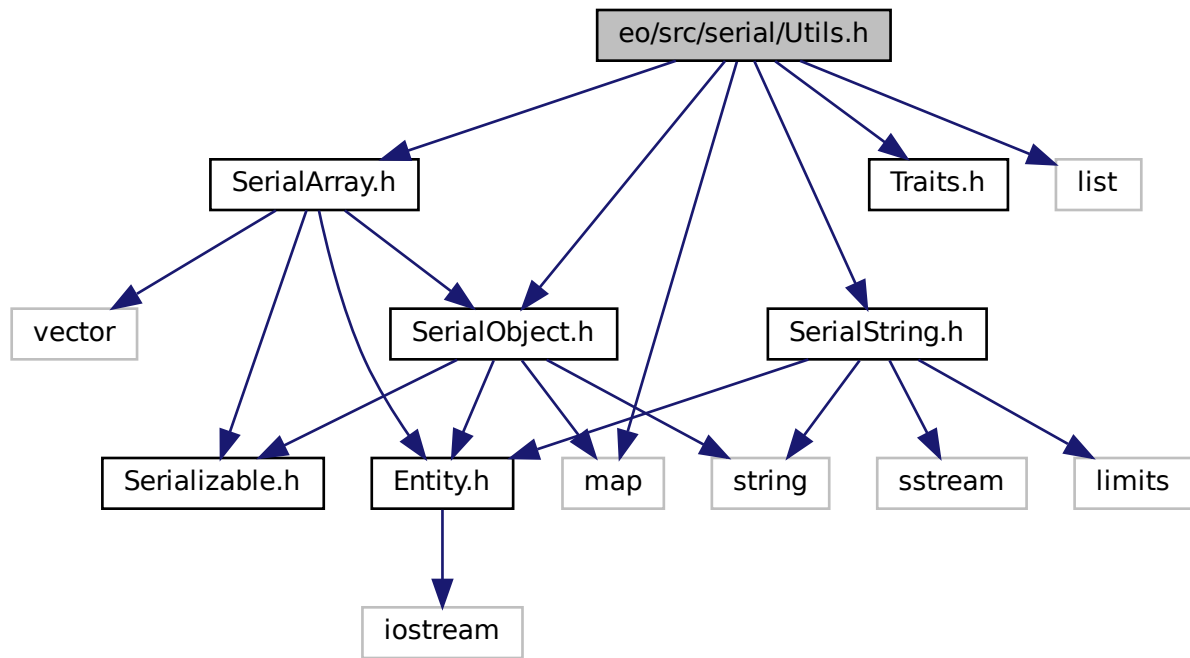 eo/src/serial/Utils.h
SerialArray.h
Traits.h
list
vector
SerialObject.h
SerialString.h
Serializable.h
Entity.h
map
string
sstream
limits
iostream